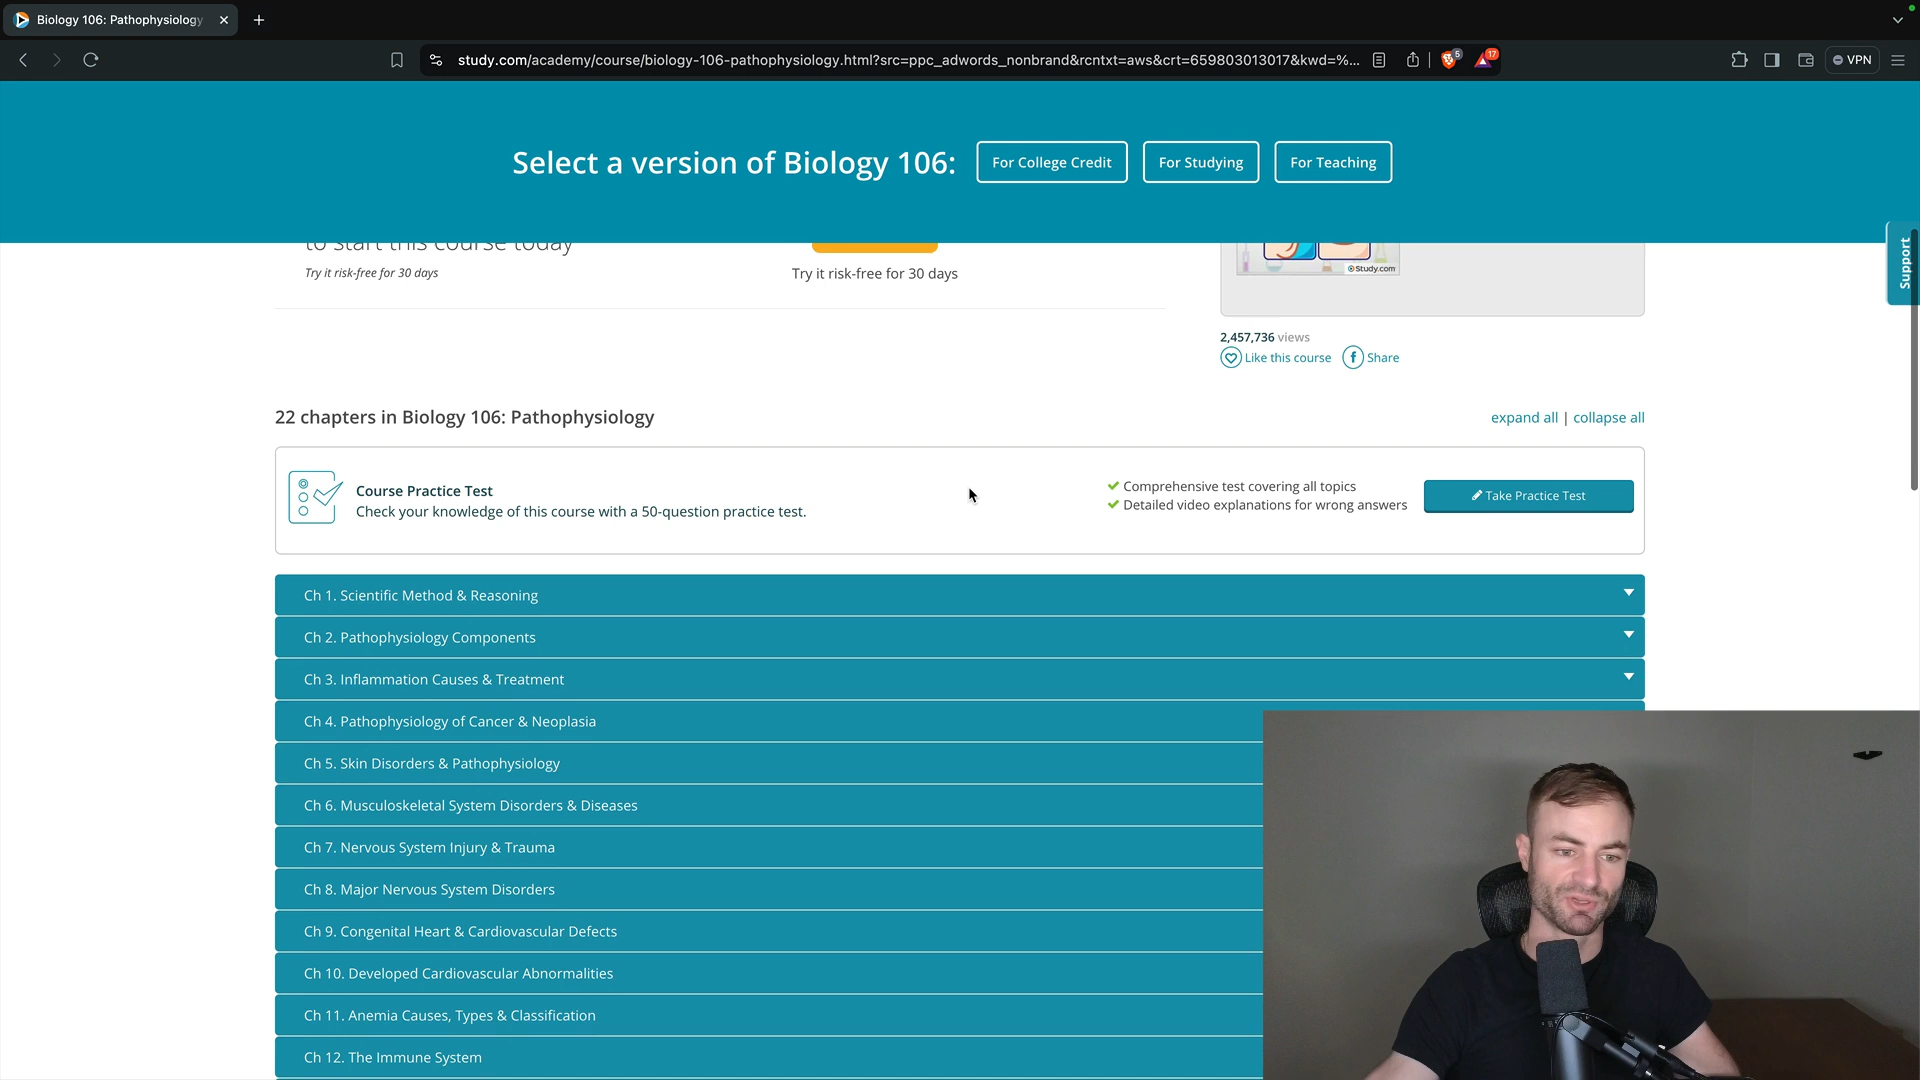 Biology 106: Pathophysiology
study.com/academy/course/biology-106-pathophysiology.html?src=ppc_adwords_nonbrand&rcntxt=aws&crt=659803013017&kwd=%...
5
17
VPN
Select a version of Biology 106:
For College Credit
For Studying
For Teaching
to start this course today
Try it risk-free for 30 days
Try it risk-free for 30 days
Study.com
Support
2,457,736 views
Like this course
Share
22 chapters in Biology 106: Pathophysiology
expand all | collapse all
Course Practice Test
Check your knowledge of this course with a 50-question practice test.
Comprehensive test covering all topics
Detailed video explanations for wrong answers
Take Practice Test
Ch 1. Scientific Method & Reasoning
Ch 2. Pathophysiology Components
Ch 3. Inflammation Causes & Treatment
Ch 4. Pathophysiology of Cancer & Neoplasia
Ch 5. Skin Disorders & Pathophysiology
Ch 6. Musculoskeletal System Disorders & Diseases
Ch 7. Nervous System Injury & Trauma
Ch 8. Major Nervous System Disorders
Ch 9. Congenital Heart & Cardiovascular Defects
Ch 10. Developed Cardiovascular Abnormalities
Ch 11. Anemia Causes, Types & Classification
Ch 12. The Immune System